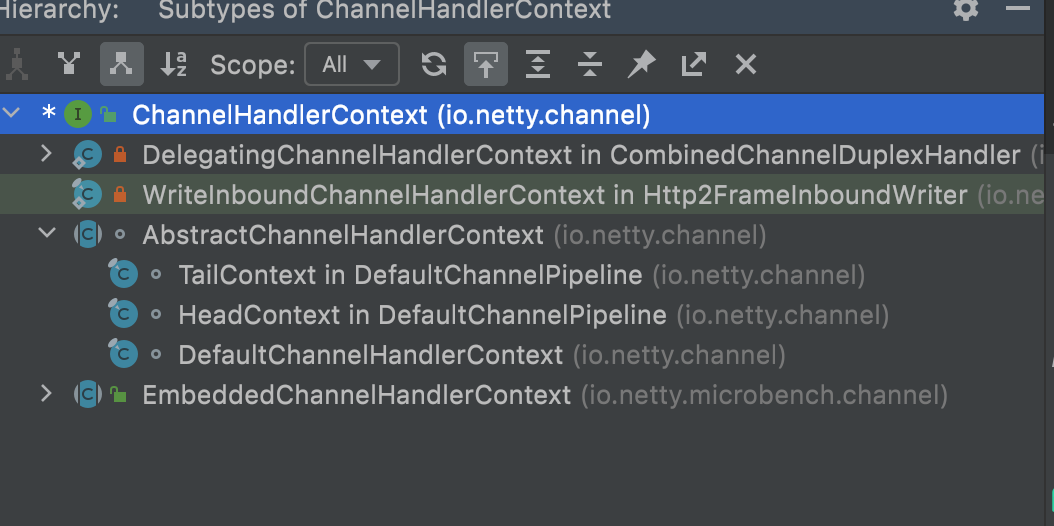 Hierarchy: Subtypes of ChannelHandlerContext
Scope: All
* I ChannelHandlerContext (io.netty.channel)
C DelegatingChannelHandlerContext in CombinedChannelDuplexHandler (i
C WriteInboundChannelHandlerContext in Http2FrameInboundWriter (io.ne
C AbstractChannelHandlerContext (io.netty.channel)
C TailContext in DefaultChannelPipeline (io.netty.channel)
C HeadContext in DefaultChannelPipeline (io.netty.channel)
C DefaultChannelHandlerContext (io.netty.channel)
C EmbeddedChannelHandlerContext (io.netty.microbench.channel)